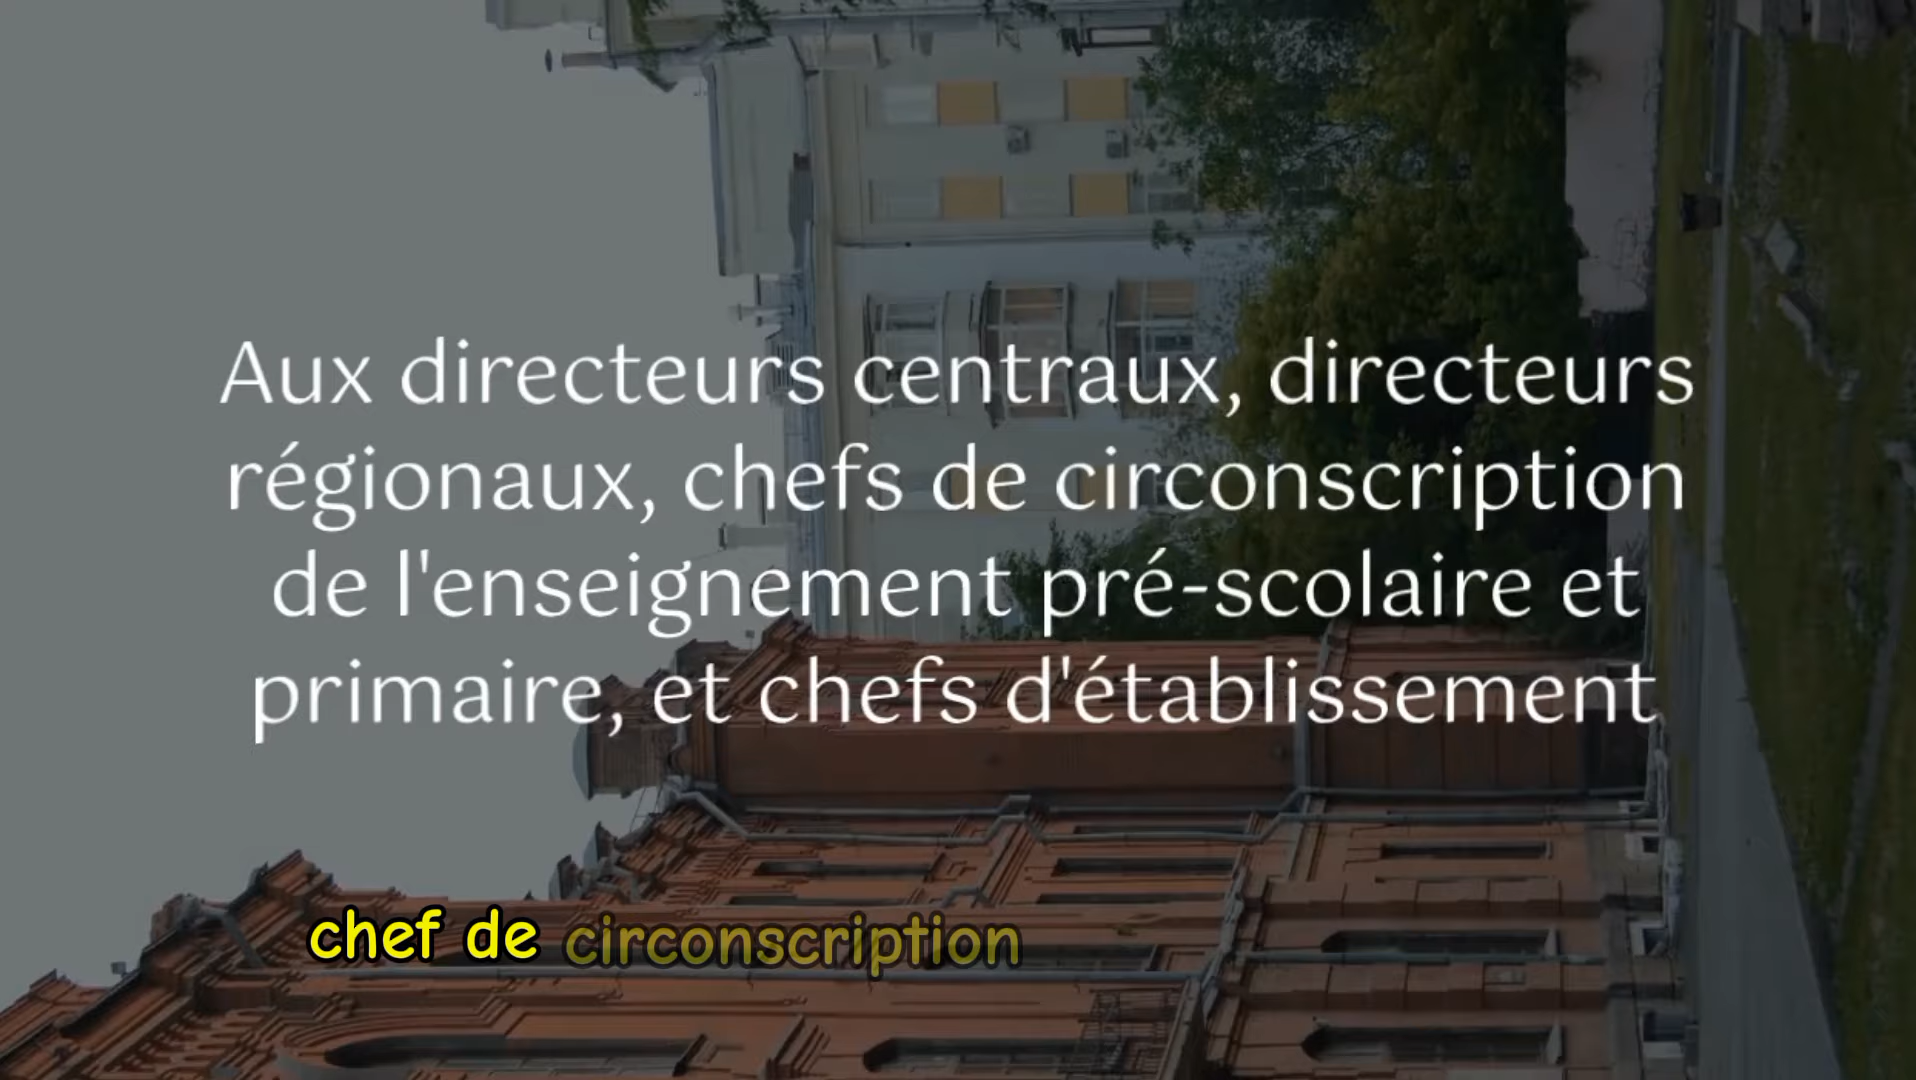 Aux directeurs centraux, directeurs
régionaux, chefs de circonscription
de l'enseignement pré-scolaire et
primaire, et chefs d'établissement
chef de circonscription